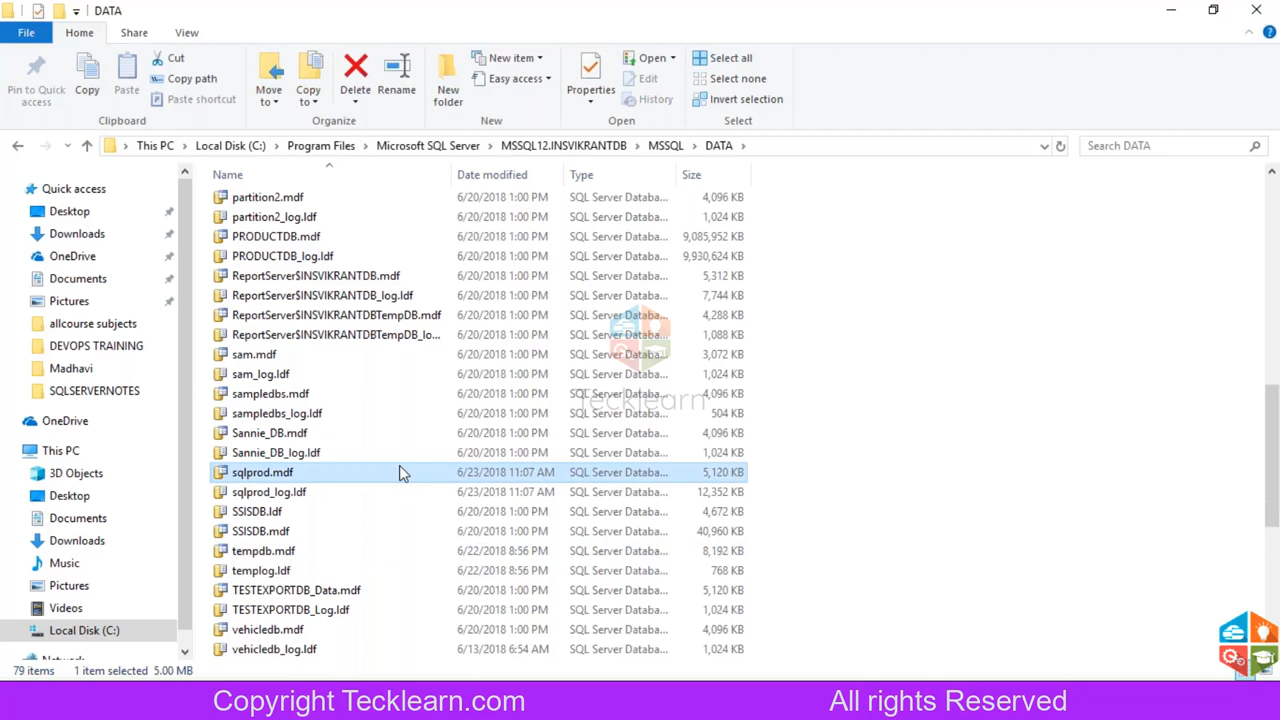 DATA
File Home Share View
Pin to Quick access
Copy
Paste
Cut
Copy path
Paste shortcut
Clipboard
Move to
Copy to
Delete
Rename
Organize
New folder
New item
Easy access
New
Properties
Open
Edit
History
Open
Select all
Select none
Invert selection
Select
This PC > Local Disk (C:) > Program Files > Microsoft SQL Server > MSSQL12.INSVIKRANTDB > MSSQL > DATA >
Search DATA
Quick access
Desktop
Downloads
OneDrive
Documents
Pictures
allcourse subjects
DEVOPS TRAINING
Madhavi
SQLSERVERNOTES
OneDrive
This PC
3D Objects
Desktop
Documents
Downloads
Music
Pictures
Videos
Local Disk (C:)
Network
Name Date modified Type Size
partition2.mdf 6/20/2018 1:00 PM SQL Server Databa... 4,096 KB
partition2_log.ldf 6/20/2018 1:00 PM SQL Server Databa... 1,024 KB
PRODUCTDB.mdf 6/20/2018 1:00 PM SQL Server Databa... 9,085,952 KB
PRODUCTDB_log.ldf 6/20/2018 1:00 PM SQL Server Databa... 9,930,624 KB
ReportServer$INSVIKRANTDB.mdf 6/20/2018 1:00 PM SQL Server Databa... 5,312 KB
ReportServer$INSVIKRANTDB_log.ldf 6/20/2018 1:00 PM SQL Server Databa... 7,744 KB
ReportServer$INSVIKRANTDBTempDB.mdf 6/20/2018 1:00 PM SQL Server Databa... 4,288 KB
ReportServer$INSVIKRANTDBTempDB_lo... 6/20/2018 1:00 PM SQL Server Databa... 1,088 KB
sam.mdf 6/20/2018 1:00 PM SQL Server Databa... 3,072 KB
sam_log.ldf 6/20/2018 1:00 PM SQL Server Databa... 1,024 KB
sampledbs.mdf 6/20/2018 1:00 PM SQL Server Databa... 4,096 KB
Tecklearn
sampledbs_log.ldf 6/20/2018 1:00 PM SQL Server Databa... 504 KB
Sannie_DB.mdf 6/20/2018 1:00 PM SQL Server Databa... 4,096 KB
Sannie_DB_log.ldf 6/20/2018 1:00 PM SQL Server Databa... 1,024 KB
sqlprod.mdf 6/23/2018 11:07 AM SQL Server Databa... 5,120 KB
sqlprod_log.ldf 6/23/2018 11:07 AM SQL Server Databa... 12,352 KB
SSISDB.ldf 6/20/2018 1:00 PM SQL Server Databa... 4,672 KB
SSISDB.mdf 6/20/2018 1:00 PM SQL Server Databa... 40,960 KB
tempdb.mdf 6/22/2018 8:56 PM SQL Server Databa... 8,192 KB
templog.ldf 6/22/2018 8:56 PM SQL Server Databa... 768 KB
TESTEXPORTDB_Data.mdf 6/20/2018 1:00 PM SQL Server Databa... 5,120 KB
TESTEXPORTDB_Log.ldf 6/20/2018 1:00 PM SQL Server Databa... 1,024 KB
vehicledb.mdf 6/20/2018 1:00 PM SQL Server Databa... 4,096 KB
vehicledb_log.ldf 6/13/2018 6:54 AM SQL Server Databa... 1,024 KB
79 items 1 item selected 5.00 MB
Copyright Tecklearn.com All rights Reserved